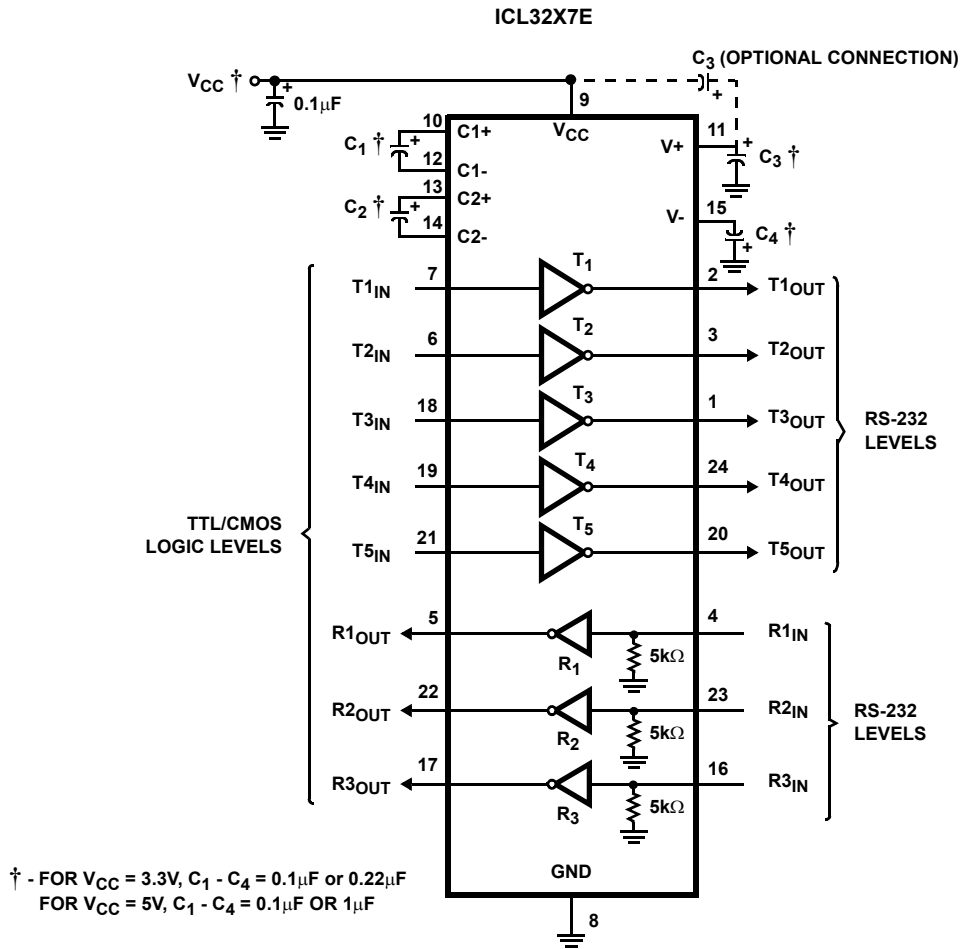 ICL32X7E
C3 (OPTIONAL CONNECTION)
VCC †
+
0.1μF
+
9
VCC
10
C1+
C1 †
+
12
C1-
13
C2+
C2 †
+
14
C2-
11
V+
+
C3 †
15
V-
C4 †
+
T1IN
7
T1
2
T1OUT
T2IN
6
T2
3
T2OUT
T3IN
18
T3
1
T3OUT
T4IN
19
T4
24
T4OUT
T5IN
21
T5
20
T5OUT
TTL/CMOS
LOGIC LEVELS
RS-232
LEVELS
R1OUT
5
R1
5kΩ
4
R1IN
R2OUT
22
R2
5kΩ
23
R2IN
R3OUT
17
R3
5kΩ
16
R3IN
RS-232
LEVELS
GND
8
† - FOR VCC = 3.3V, C1 - C4 = 0.1μF or 0.22μF
FOR VCC = 5V, C1 - C4 = 0.1μF OR 1μF